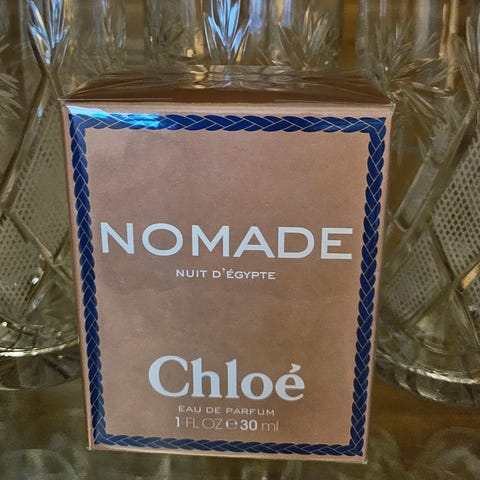 NOMADE
NUIT D'ÉGYPTE
Chloé
EAU DE PARFUM
1 FL OZ ℮ 30 ml